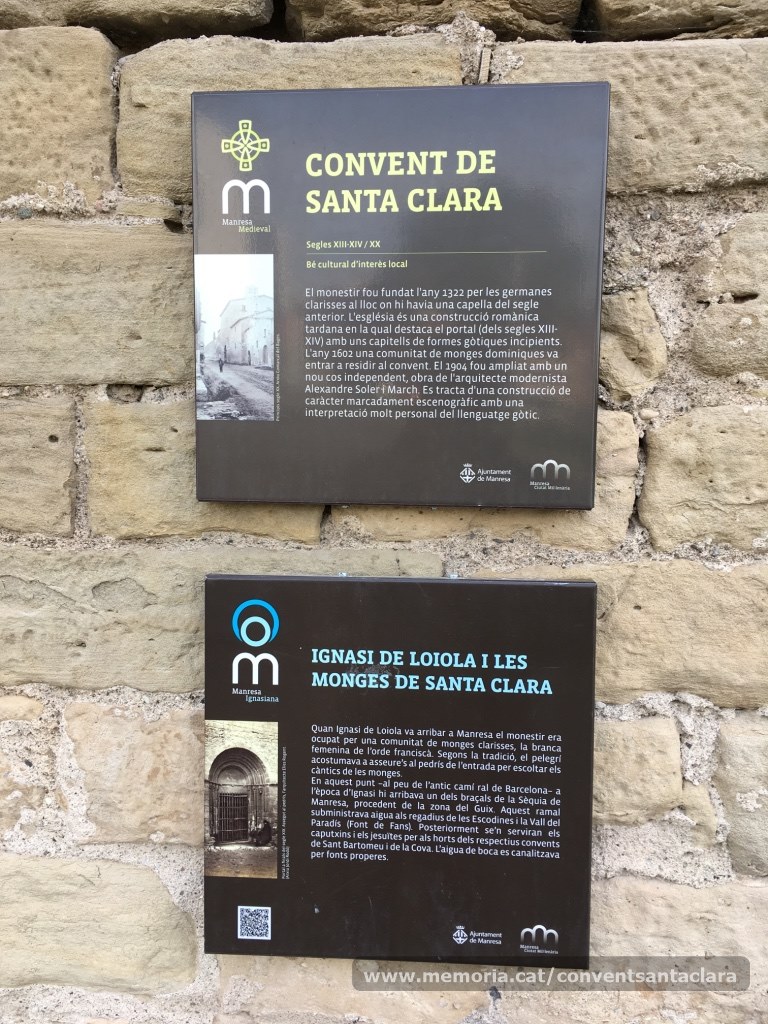 Manresa
Medieval
CONVENT DE
SANTA CLARA
Segles XIII-XIV / XX
Bé cultural d'interès local
El monestir fou fundat l'any 1322 per les germanes
clarisses al lloc on hi havia una capella del segle
anterior. L'església és una construcció romànica
tardana en la qual destaca el portal (dels segles XIII-
XIV) amb uns capitells de formes gòtiques incipients.
L'any 1602 una comunitat de monges dominiques va
entrar a residir al convent. El 1904 fou ampliat amb un
nou cos independent, obra de l'arquitecte modernista
Alexandre Soler i March. Es tracta d'una construcció de
caràcter marcadament escenogràfic amb una
interpretació molt personal del llenguatge gòtic.
Ajuntament
de Manresa
Manresa
Ciutat Mil·lenària
Manresa
Ignasiana
IGNASI DE LOIOLA I LES
MONGES DE SANTA CLARA
Quan Ignasi de Loiola va arribar a Manresa el monestir era
ocupat per una comunitat de monges clarisses, la branca
femenina de l'orde franciscà. Segons la tradició, el pelegrí
acostumava a asseure's al pedrís de l'entrada per escoltar els
càntics de les monges.
En aquest punt –al peu de l'antic camí ral de Barcelona– a
l'època d'Ignasi hi arribava un dels braçals de la Sèquia de
Manresa, procedent de la zona del Guix. Aquest ramal
subministrava aigua als regadius de les Escodines i la Vall del
Paradís (Font de Fans). Posteriorment se'n serviran els
caputxins i els jesuïtes per als horts dels respectius convents
de Sant Bartomeu i de la Cova. L'aigua de boca es canalitzava
per fonts properes.
Ajuntament
de Manresa
Manresa
Ciutat Mil·lenària
www.memoria.cat/conventsantaclara